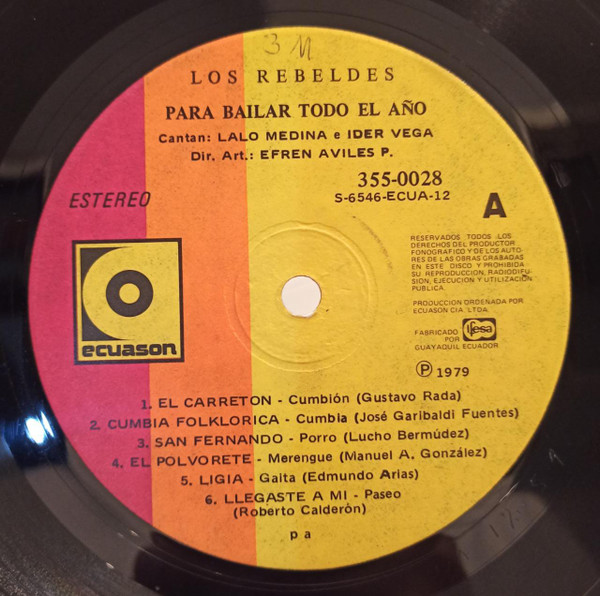 3 M
LOS REBELDES
PARA BAILAR TODO EL AÑO
Cantan: LALO MEDINA e IDER VEGA
Dir. Art.: EFREN AVILES P.
ESTEREO
355-0028
S-6546-ECUA-12
A
RESERVADOS TODOS LOS
DERECHOS DEL PRODUCTOR
FONOGRAFICO Y DE LOS AUTO-
RES DE LAS OBRAS GRABADAS
EN ESTE DISCO Y PROHIBIDA
SU REPRODUCCION, RADIODIFU-
SION, EJECUCION Y UTILIZACION
PUBLICA.
PRODUCCION ORDENADA POR
ECUASON CIA. LTDA.
ecuason
FABRICADO
POR
ifesa
GUAYAQUIL ECUADOR
Ⓟ 1979
1. EL CARRETON - Cumbión (Gustavo Rada)
2. CUMBIA FOLKLORICA - Cumbia (José Garibaldi Fuentes)
3. SAN FERNANDO - Porro (Lucho Bermúdez)
4. EL POLVORETE - Merengue (Manuel A. González)
5. LIGIA - Gaita (Edmundo Arias)
6. LLEGASTE A MI - Paseo
(Roberto Calderón)
p a